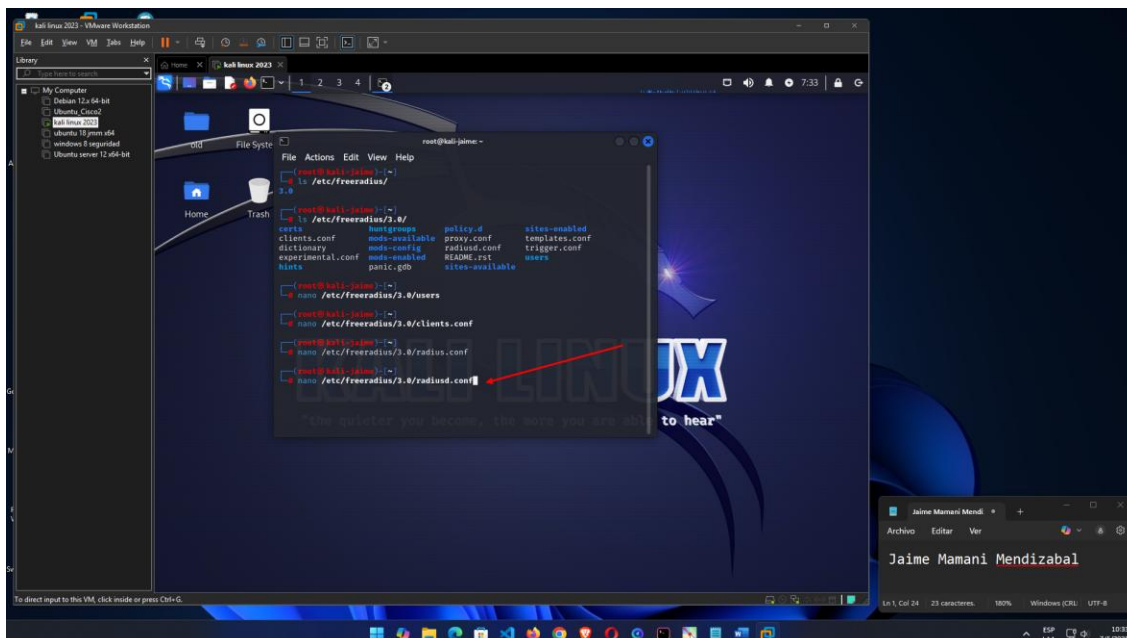 kali linux 2023 - VMware Workstation
File Edit View VM Tabs Help
Library
Type here to search
My Computer
Debian 12.x 64-bit
Ubuntu_Cisco2
kali linux 2023
ubuntu 18 jmm x64
windows 8 seguridad
Ubuntu server 12 x64-bit
Home
kali linux 2023
1 2 3 4
7:33
old
File Syste
Home
Trash
root@kali-jaime: ~
File Actions Edit View Help
(root@kali-jaime)-[~]
# ls /etc/freeradius/
3.0
(root@kali-jaime)-[~]
# ls /etc/freeradius/3.0/
certs huntgroups policy.d sites-enabled
clients.conf mods-available proxy.conf templates.conf
dictionary mods-config radiusd.conf trigger.conf
experimental.conf mods-enabled README.rst users
hints panic.gdb sites-available
(root@kali-jaime)-[~]
# nano /etc/freeradius/3.0/users
(root@kali-jaime)-[~]
# nano /etc/freeradius/3.0/clients.conf
(root@kali-jaime)-[~]
# nano /etc/freeradius/3.0/radius.conf
(root@kali-jaime)-[~]
# nano /etc/freeradius/3.0/radiusd.conf
KALI LINUX
"the quieter you become, the more you are able to hear"
Jaime Mamani Mendi
Archivo Editar Ver
Jaime Mamani Mendizabal
Ln 1, Col 24 23 caracteres. 180% Windows (CRL UTF-8
To direct input to this VM, click inside or press Ctrl+G.
ESP